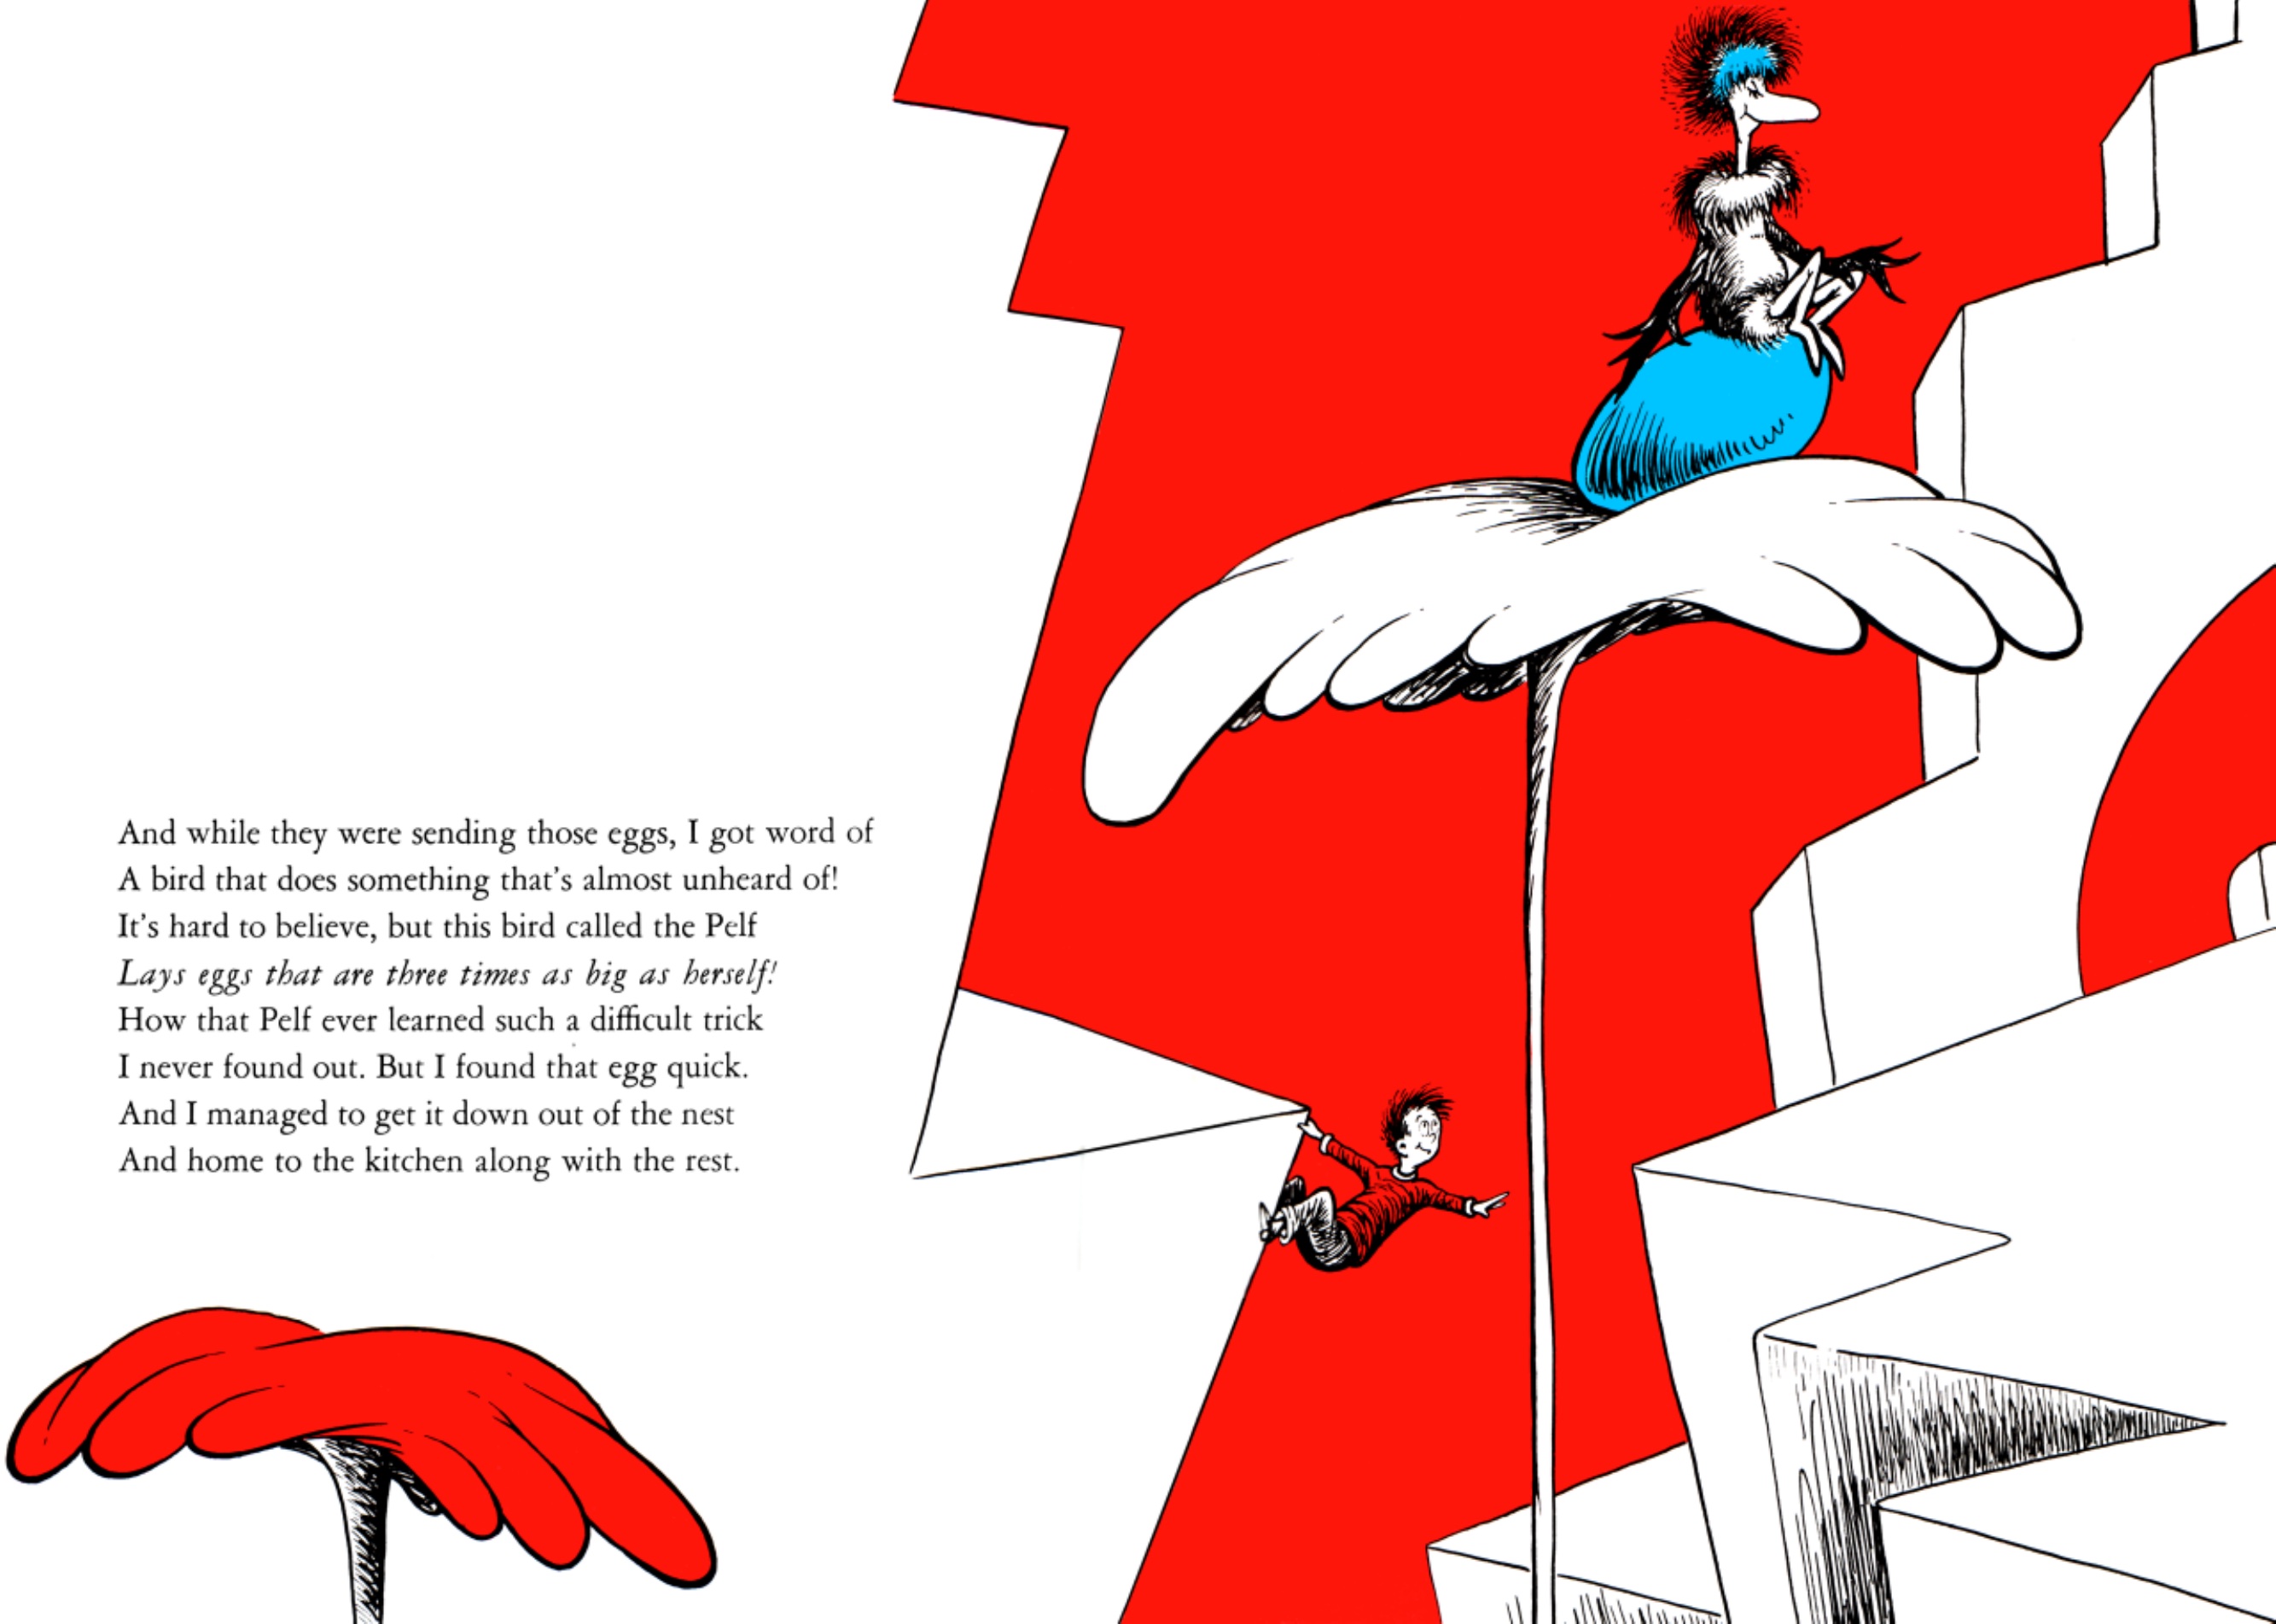 And while they were sending those eggs, I got word of
A bird that does something that's almost unheard of!
It's hard to believe, but this bird called the Pelf
Lays eggs that are three times as big as herself!
How that Pelf ever learned such a difficult trick
I never found out. But I found that egg quick.
And I managed to get it down out of the nest
And home to the kitchen along with the rest.